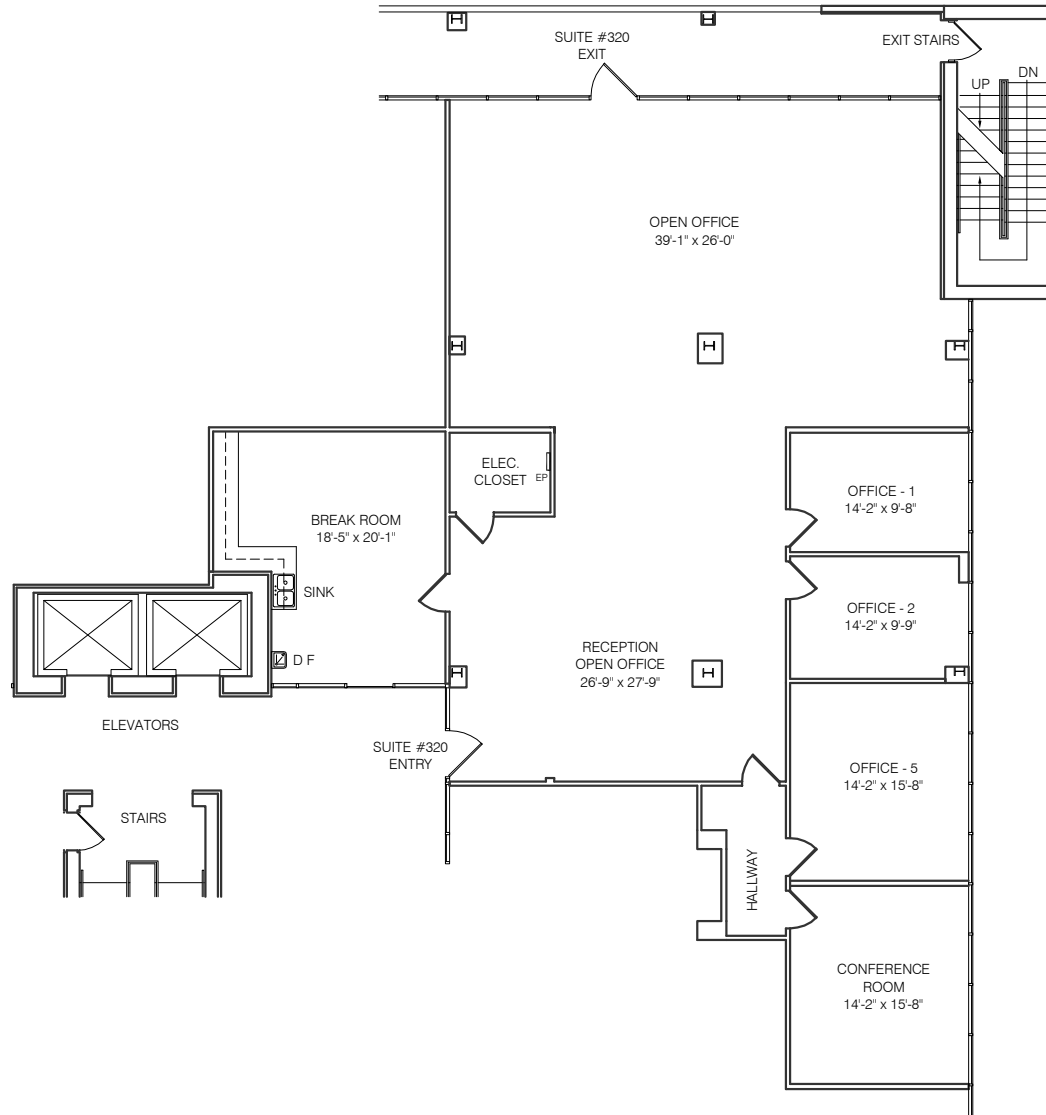 SUITE #320
EXIT
EXIT STAIRS
UP
DN
OPEN OFFICE
39'-1" x 26'-0"
ELEC.
CLOSET
EP
OFFICE - 1
14'-2" x 9'-8"
BREAK ROOM
18'-5" x 20'-1"
SINK
OFFICE - 2
14'-2" x 9'-9"
D F
RECEPTION
OPEN OFFICE
26'-9" x 27'-9"
ELEVATORS
SUITE #320
ENTRY
OFFICE - 5
14'-2" x 15'-8"
STAIRS
HALLWAY
CONFERENCE
ROOM
14'-2" x 15'-8"